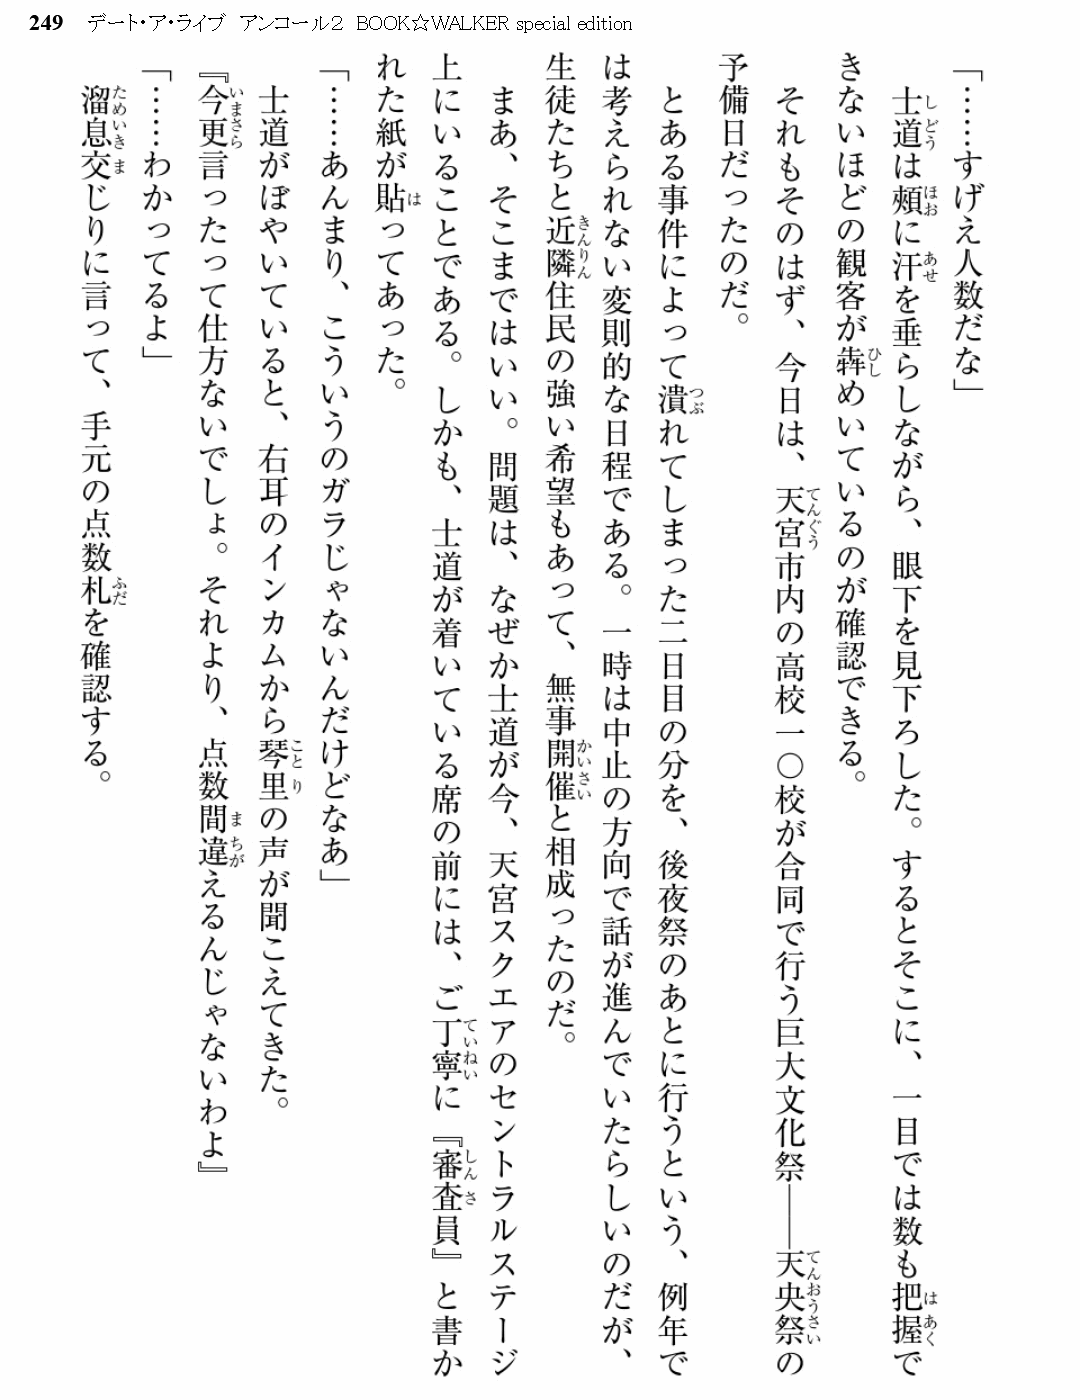 249 デート・ア・ライブ アンコール2 BOOK☆WALKER special edition
「……すげえ人数だな」
士道は頰に汗を垂らしながら、眼下を見下ろした。するとそこに、一目では数も把握で
きないほどの観客が犇めいているのが確認できる。
それもそのはず、今日は、天宮市内の高校一〇校が合同で行う巨大文化祭――天央祭の
予備日だったのだ。
とある事件によって潰れてしまった二日目の分を、後夜祭のあとに行うという、例年で
は考えられない変則的な日程である。一時は中止の方向で話が進んでいたらしいのだが、
生徒たちと近隣住民の強い希望もあって、無事開催と相成ったのだ。
まあ、そこまではいい。問題は、なぜか士道が今、天宮スクエアのセントラルステージ
上にいることである。しかも、士道が着いている席の前には、ご丁寧に『審査員』と書か
れた紙が貼ってあった。
「……あんまり、こういうのガラじゃないんだけどなあ」
士道がぼやいていると、右耳のインカムから琴里の声が聞こえてきた。
『今更言ったって仕方ないでしょ。それより、点数間違えるんじゃないわよ』
「……わかってるよ」
溜息交じりに言って、手元の点数札を確認する。